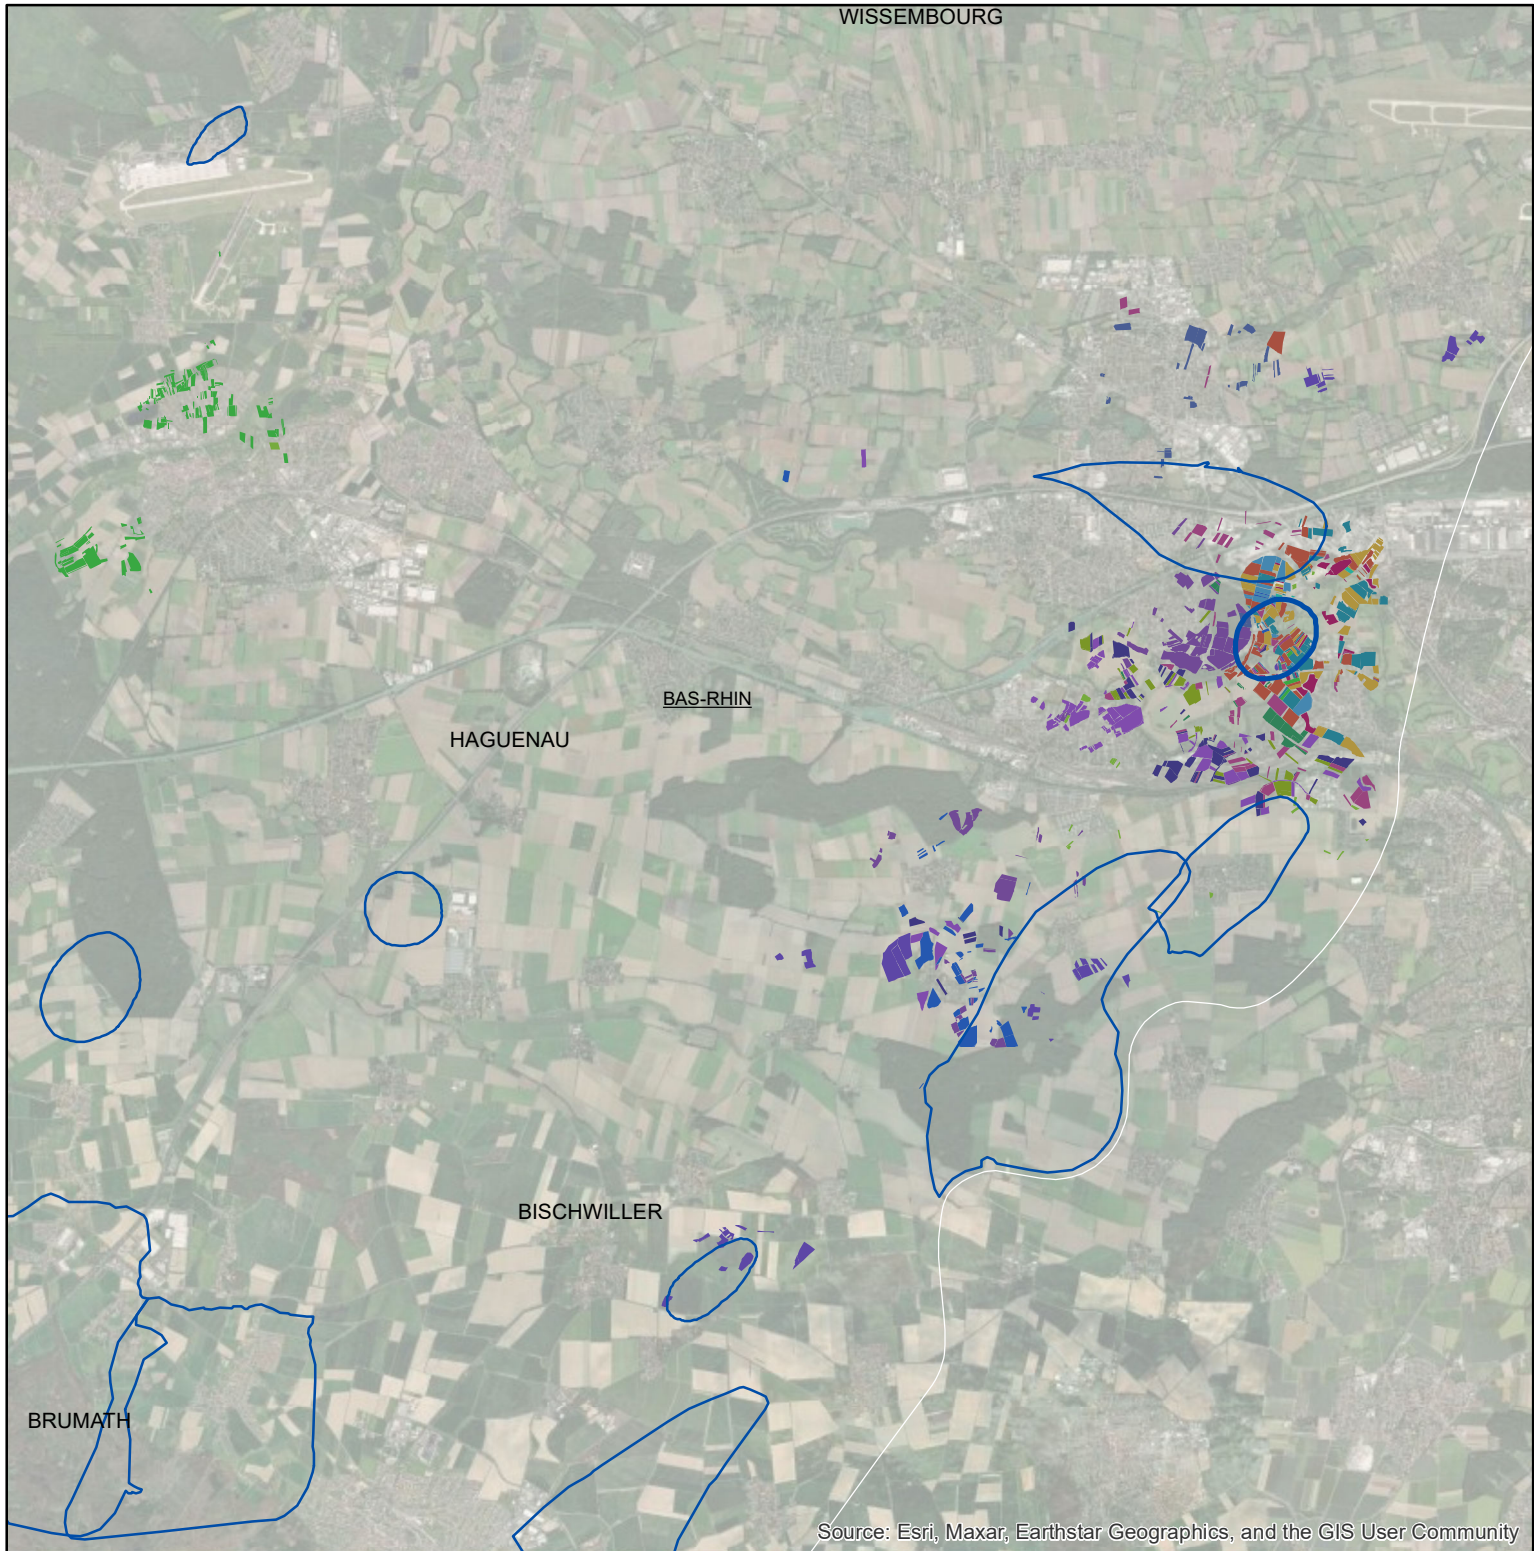 WISSEMBOURG
BAS-RHIN
HAGUENAU
BISCHWILLER
BRUMATH
Source: Esri, Maxar, Earthstar Geographics, and the GIS User Community